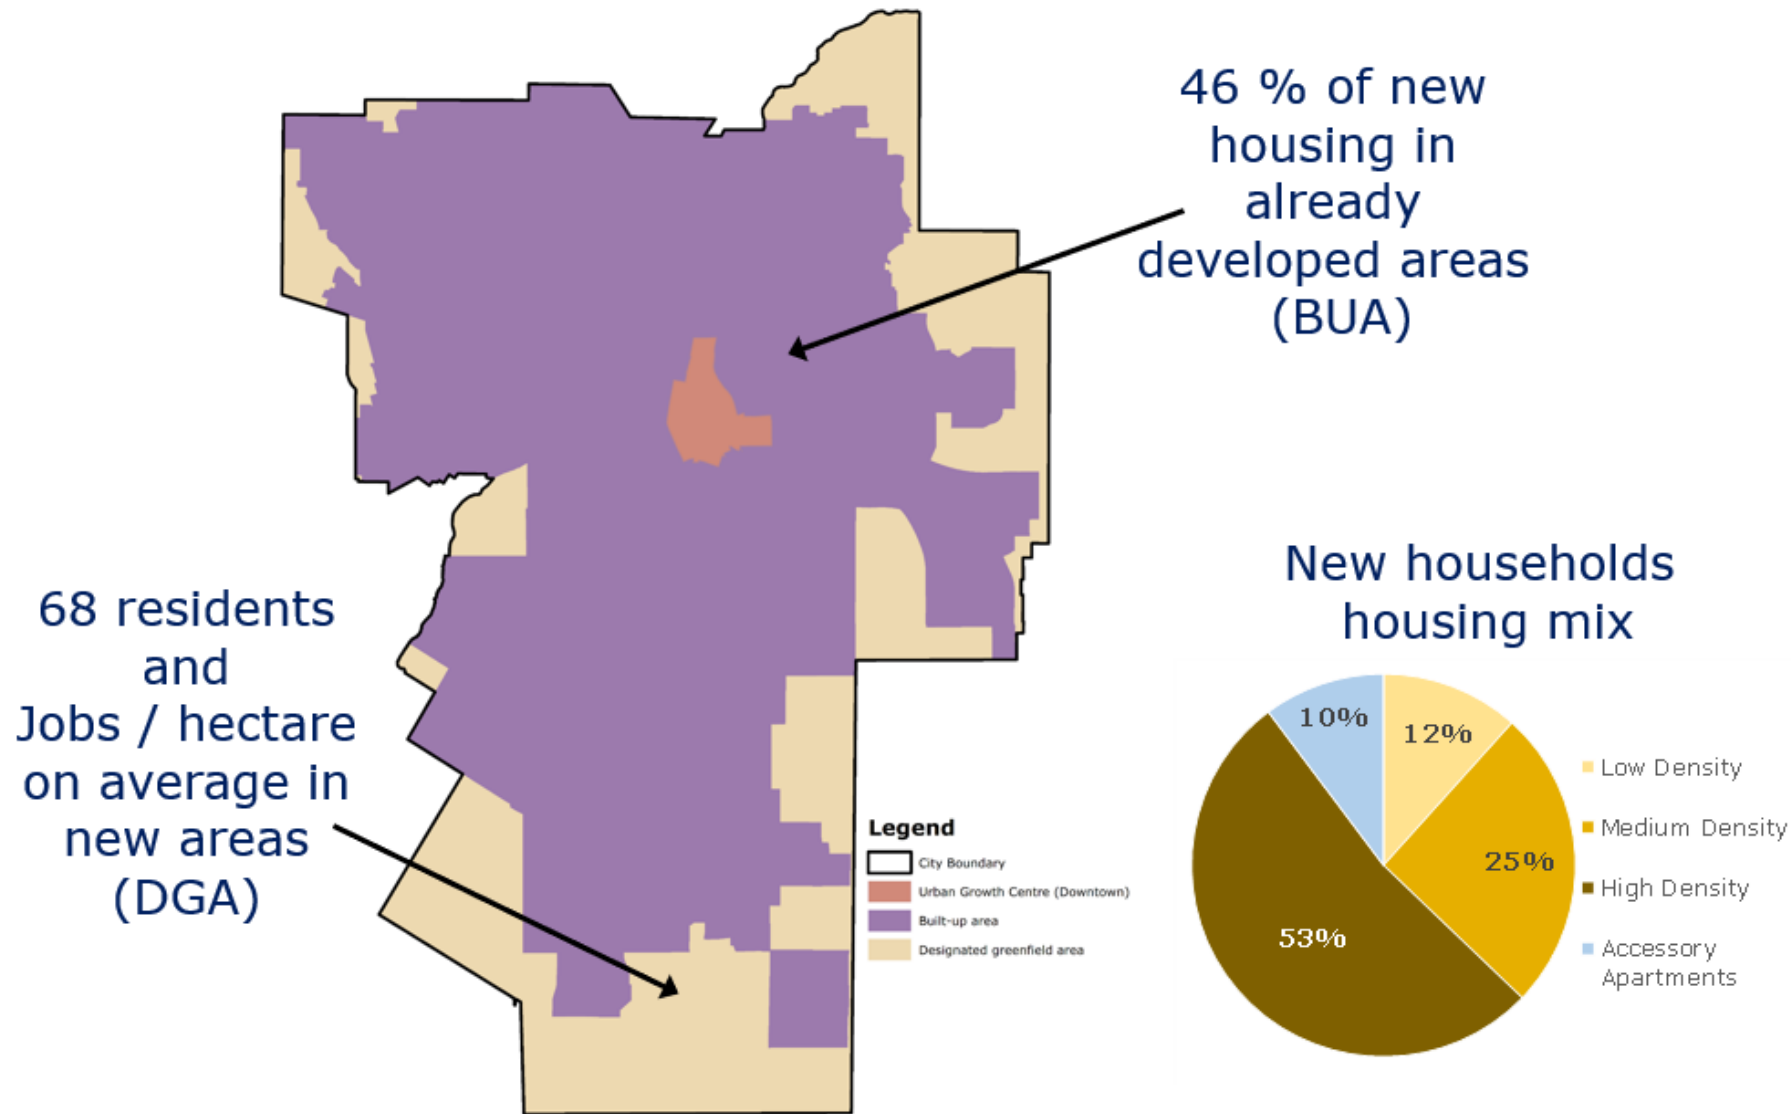 46 % of new
housing in
already
developed areas
(BUA)
68 residents
and
Jobs / hectare
on average in
new areas
(DGA)
Legend
City Boundary
Urban Growth Centre (Downtown)
Built-up area
Designated greenfield area
New households
housing mix
10%
12%
25%
53%
Low Density
Medium Density
High Density
Accessory
Apartments